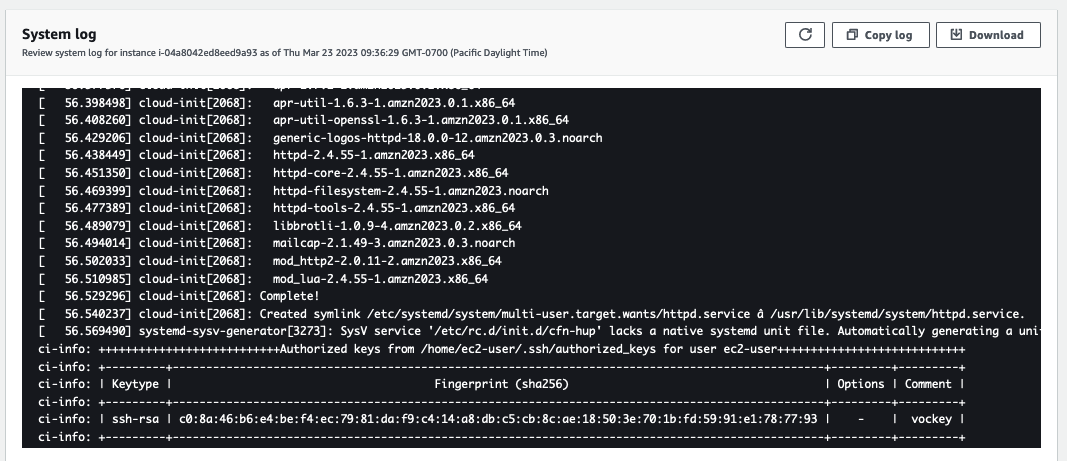 System log
Review system log for instance i-04a8042ed8eed9a93 as of Thu Mar 23 2023 09:36:29 GMT-0700 (Pacific Daylight Time)
Copy log
Download
[   56.398498] cloud-init[2068]:   apr-util-1.6.3-1.amzn2023.0.1.x86_64
[   56.408260] cloud-init[2068]:   apr-util-openssl-1.6.3-1.amzn2023.0.1.x86_64
[   56.429206] cloud-init[2068]:   generic-logos-httpd-18.0.0-12.amzn2023.0.3.noarch
[   56.438449] cloud-init[2068]:   httpd-2.4.55-1.amzn2023.x86_64
[   56.451350] cloud-init[2068]:   httpd-core-2.4.55-1.amzn2023.x86_64
[   56.469399] cloud-init[2068]:   httpd-filesystem-2.4.55-1.amzn2023.noarch
[   56.477389] cloud-init[2068]:   httpd-tools-2.4.55-1.amzn2023.x86_64
[   56.489079] cloud-init[2068]:   libbrotli-1.0.9-4.amzn2023.0.2.x86_64
[   56.494014] cloud-init[2068]:   mailcap-2.1.49-3.amzn2023.0.3.noarch
[   56.502033] cloud-init[2068]:   mod_http2-2.0.11-2.amzn2023.x86_64
[   56.510985] cloud-init[2068]:   mod_lua-2.4.55-1.amzn2023.x86_64
[   56.529296] cloud-init[2068]: Complete!
[   56.540237] cloud-init[2068]: Created symlink /etc/systemd/system/multi-user.target.wants/httpd.service â /usr/lib/systemd/system/httpd.service.
[   56.569490] systemd-sysv-generator[3273]: SysV service '/etc/rc.d/init.d/cfn-hup' lacks a native systemd unit file. Automatically generating a uni
ci-info: +++++++++++++++++++++++++++Authorized keys from /home/ec2-user/.ssh/authorized_keys for user ec2-user++++++++++++++++++++++++++++
ci-info: +---------+-------------------------------------------------------------------------------------------------+---------+---------+
ci-info: | Keytype |                                       Fingerprint (sha256)                                      | Options | Comment |
ci-info: +---------+-------------------------------------------------------------------------------------------------+---------+---------+
ci-info: | ssh-rsa | c0:8a:46:b6:e4:be:f4:ec:79:81:da:f9:c4:14:a8:db:c5:cb:8c:ae:18:50:3e:70:1b:fd:59:91:e1:78:77:93 |    -    |  vockey |
ci-info: +---------+-------------------------------------------------------------------------------------------------+---------+---------+